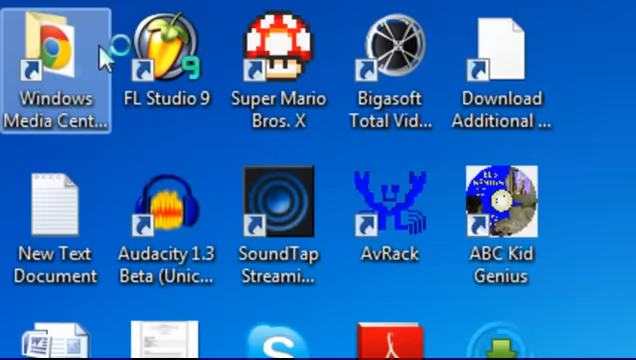 Windows
Media Cent...
FL Studio 9
Super Mario
Bros. X
Bigasoft
Total Vid...
Download
Additional ...
New Text
Document
Audacity 1.3
Beta (Unic...
SoundTap
Streami...
AvRack
ABC Kid
Genius